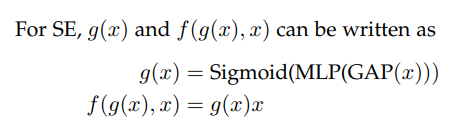 For SE, g(x) and f(g(x), x) can be written as
g(x) = Sigmoid(MLP(GAP(x)))
f(g(x), x) = g(x)x